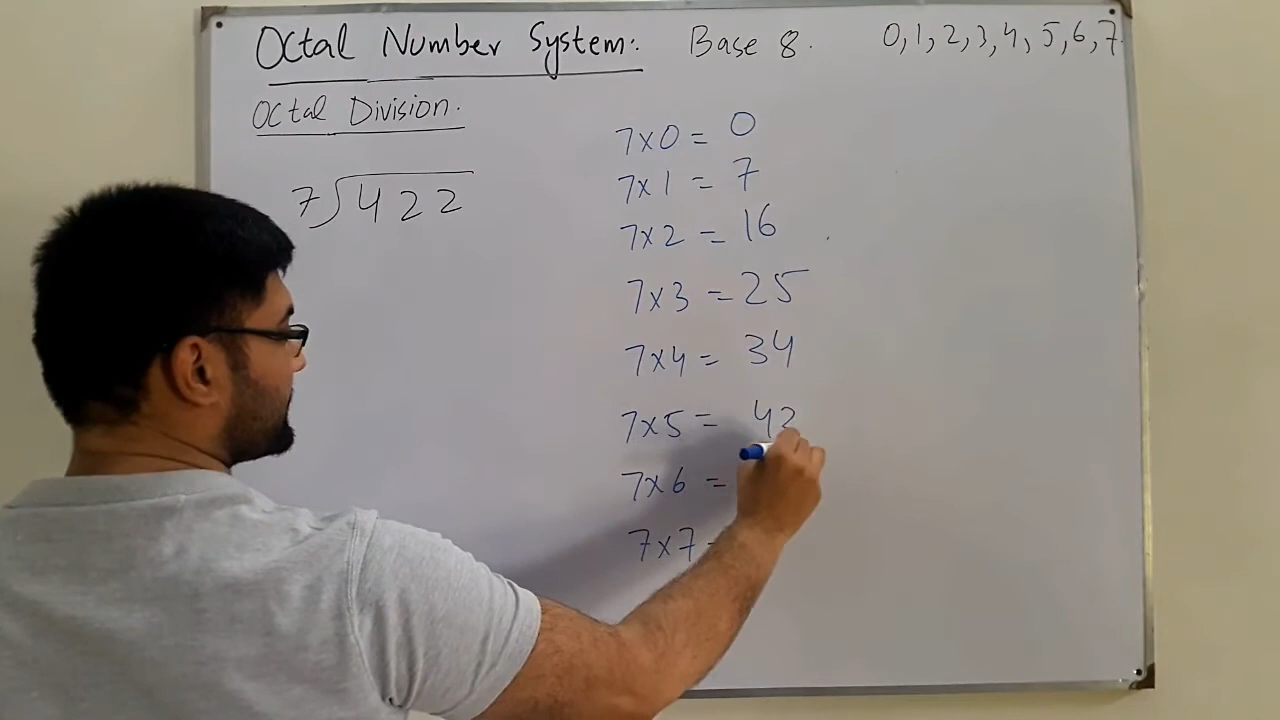 Octal Number System: Base 8. 0, 1, 2, 3, 4, 5, 6, 7.
Octal Division.
7)422
7x0 = 0
7x1 = 7
7x2 = 16
7x3 = 25
7x4 = 34
7x5 = 43
7x6 =
7x7 =